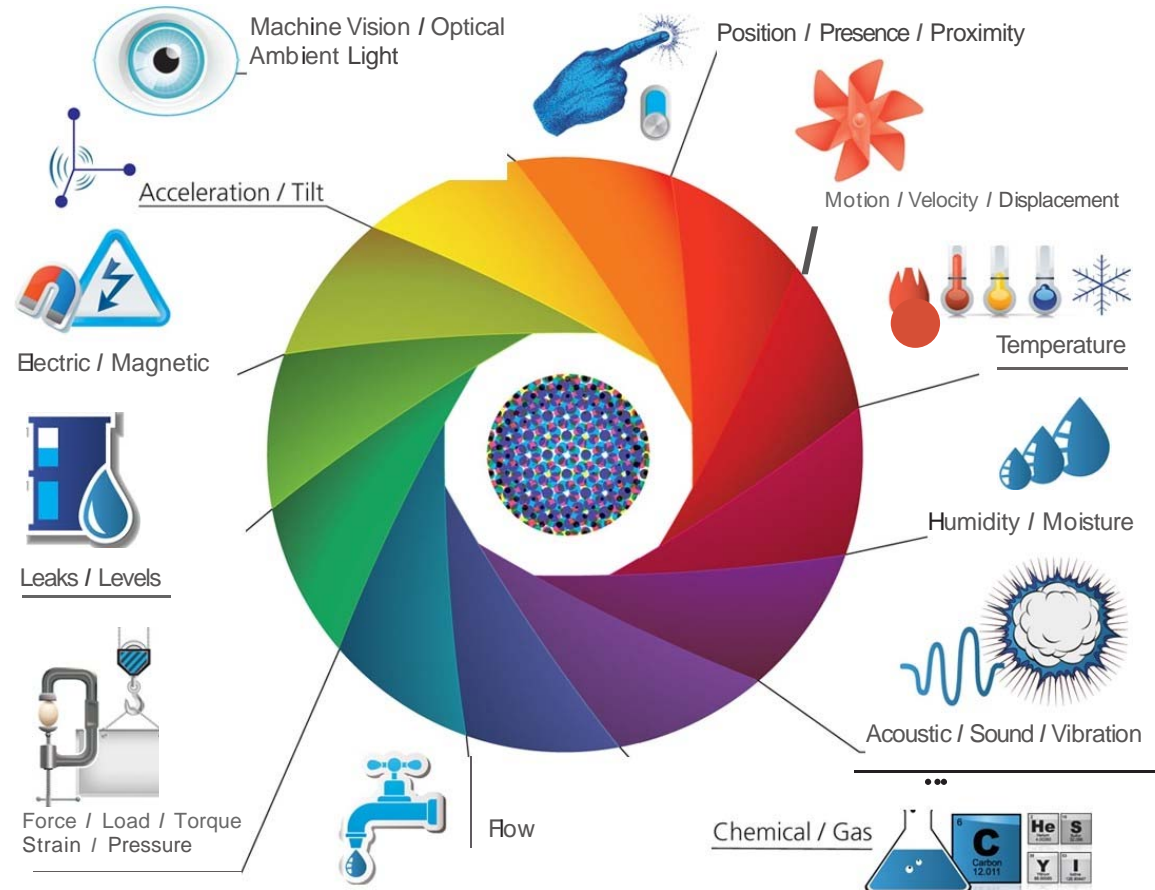 Machine Vision / Optical
Ambient Light
Position / Presence / Proximity
Motion / Velocity / Displacement
Acceleration / Tilt
Temperature
Electric / Magnetic
Humidity / Moisture
Leaks / Levels
Acoustic / Sound / Vibration
Force / Load / Torque
Strain / Pressure
Flow
Chemical / Gas
6
C
Carbon
12.011
He
S
Y
I